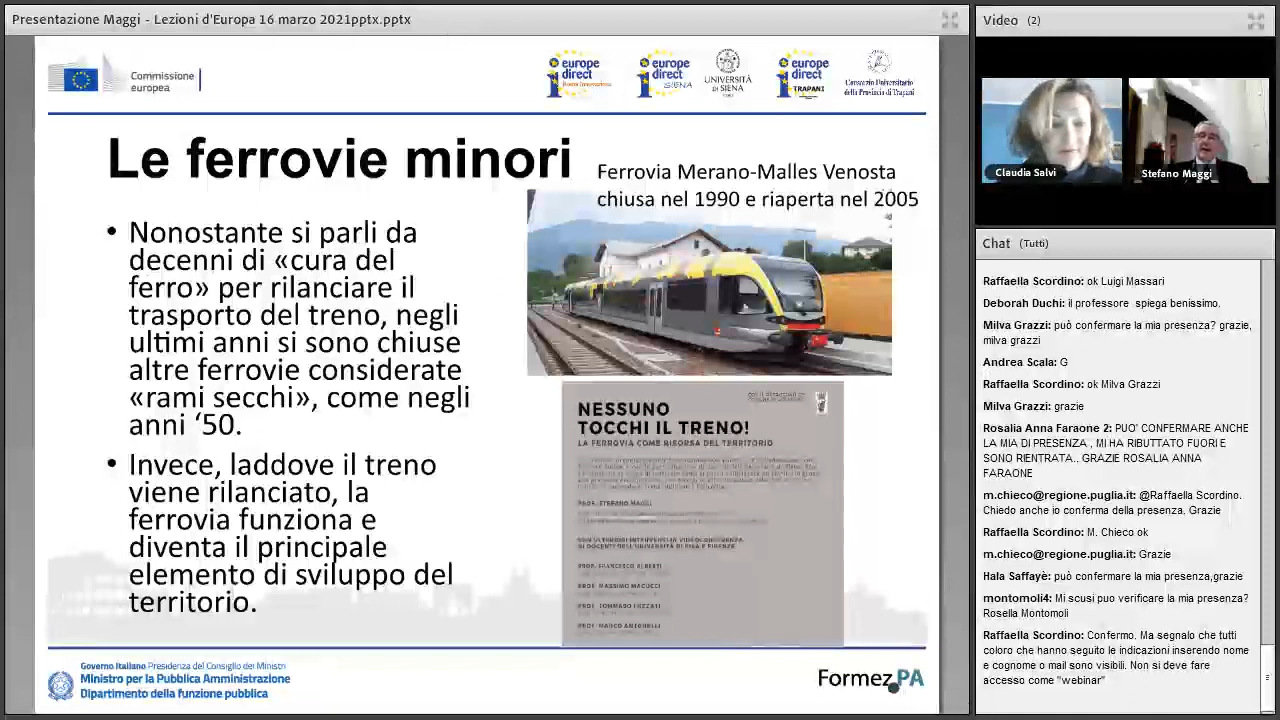 Presentazione Maggi - Lezioni d'Europa 16 marzo 2021pptx.pptx
Commissione
europea
europe
direct
europe
direct
SIENA
UNIVERSITÀ
DI SIENA
europe
direct
TRAPANI
Consorzio Universitario
della Provincia di Trapani
Le ferrovie minori
Ferrovia Merano-Malles Venosta
chiusa nel 1990 e riaperta nel 2005
• Nonostante si parli da
decenni di «cura del
ferro» per rilanciare il
trasporto del treno, negli
ultimi anni si sono chiuse
altre ferrovie considerate
«rami secchi», come negli
anni ‘50.
• Invece, laddove il treno
viene rilanciato, la
ferrovia funziona e
diventa il principale
elemento di sviluppo del
territorio.
NESSUNO
TOCCHI IL TRENO!
LA FERROVIA COME RISORSA DEL TERRITORIO
PROF. STEFANO MAGGI
CON ULTERIORI INTERVENTI IN VIDEOCONFERENZA
DI DOCENTI DELL'UNIVERSITÀ DI PISA E FIRENZE
PROF. FRANCESCO ALBERTI
PROF. MASSIMO
PROF. TOMMASO LUZZATI
PROF. MARCO ANTONELLI
Governo Italiano Presidenza del Consiglio dei Ministri
Ministro per la Pubblica Amministrazione
Dipartimento della funzione pubblica
Formez PA
Video (2)
Claudia Salvi
Stefano Maggi
Chat (Tutti)
Raffaella Scordino: ok Luigi Massari
Deborah Duchi: il professore spiega benissimo.
Milva Grazzi: può confermare la mia presenza? grazie,
milva grazzi
Andrea Scala: G
Raffaella Scordino: ok Milva Grazzi
Milva Grazzi: grazie
Rosalia Anna Faraone 2: PUO' CONFERMARE ANCHE
LA MIA DI PRESENZA , MI HA RIBUTTATO FUORI E
SONO RIENTRATA.. GRAZIE ROSALIA ANNA
FARAONE
m.chieco@regione.puglia.it: @Raffaella Scordino.
Chiedo anche io conferma della presenza. Grazie
Raffaella Scordino: M. Chieco ok
m.chieco@regione.puglia.it: Grazie
Hala Saffayè: può confermare la mia presenza,grazie
montomoli4: Mi scusi puo verificare la mia presenza?
Rosella Montomoli
Raffaella Scordino: Confermo. Ma segnalo che tutti
coloro che hanno seguito le indicazioni inserendo nome
e cognome o mail sono visibili. Non si deve fare
accesso come "webinar"